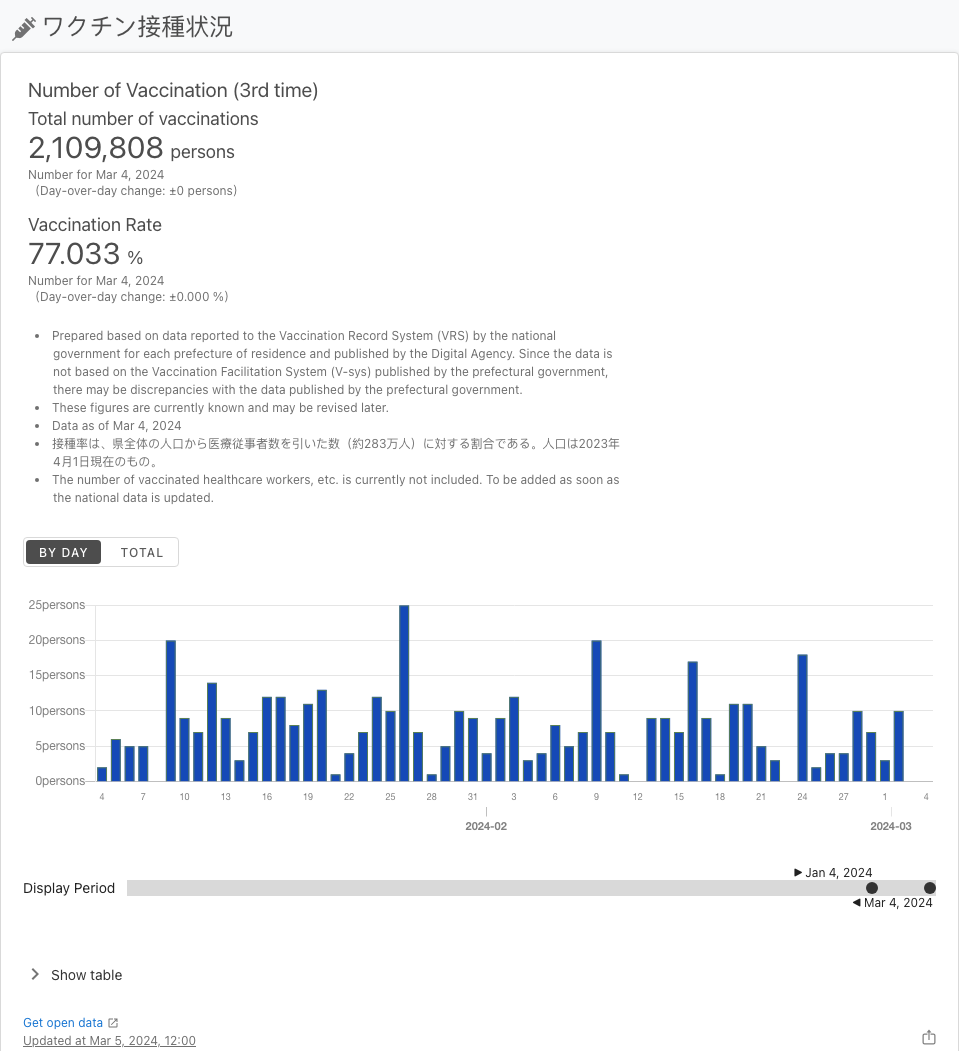 ワクチン接種状況
Number of Vaccination (3rd time)
Total number of vaccinations
2,109,808 persons
Number for Mar 4, 2024
（Day-over-day change: ±0 persons）
Vaccination Rate
77.033 %
Number for Mar 4, 2024
（Day-over-day change: ±0.000 %）
• Prepared based on data reported to the Vaccination Record System (VRS) by the national
government for each prefecture of residence and published by the Digital Agency. Since the data is
not based on the Vaccination Facilitation System (V-sys) published by the prefectural government,
there may be discrepancies with the data published by the prefectural government.
• These figures are currently known and may be revised later.
• Data as of Mar 4, 2024
• 接種率は、県全体の人口から医療従事者数を引いた数（約283万人）に対する割合である。人口は2023年
4月1日現在のもの。
• The number of vaccinated healthcare workers, etc. is currently not included. To be added as soon as
the national data is updated.
BY DAY TOTAL
25persons
20persons
15persons
10persons
5persons
0persons
4 7 10 13 16 19 22 25 28 31 3 6 9 12 15 18 21 24 27 1 4
2024-02 2024-03
▶ Jan 4, 2024
Display Period
◀ Mar 4, 2024
Show table
Get open data
Updated at Mar 5, 2024, 12:00